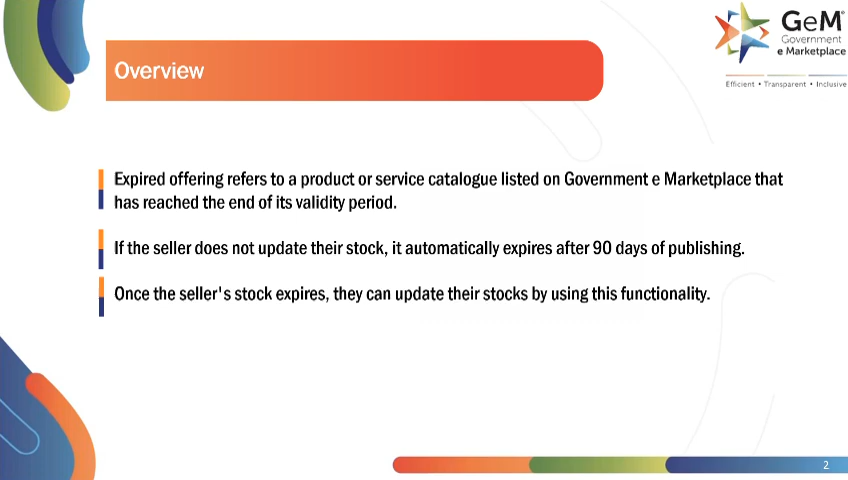 GeM
Government
e Marketplace
Efficient • Transparent • Inclusive
Overview
Expired offering refers to a product or service catalogue listed on Government e Marketplace that
has reached the end of its validity period.
If the seller does not update their stock, it automatically expires after 90 days of publishing.
Once the seller's stock expires, they can update their stocks by using this functionality.
2